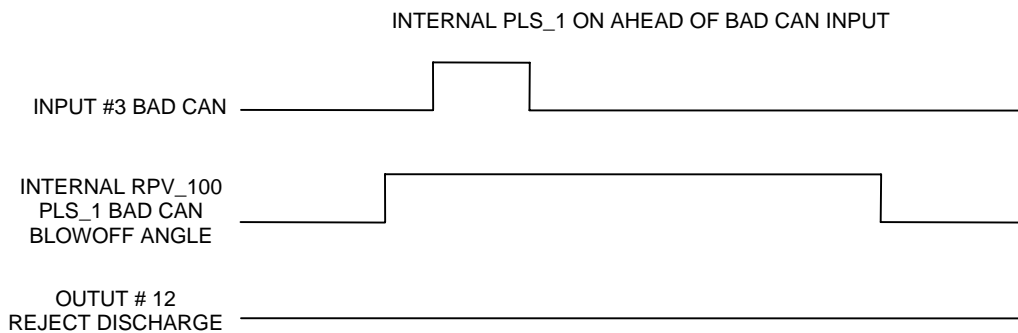 INTERNAL PLS_1 ON AHEAD OF BAD CAN INPUT
INPUT #3 BAD CAN
INTERNAL RPV_100
PLS_1 BAD CAN
BLOWOFF ANGLE
OUTUT # 12
REJECT DISCHARGE